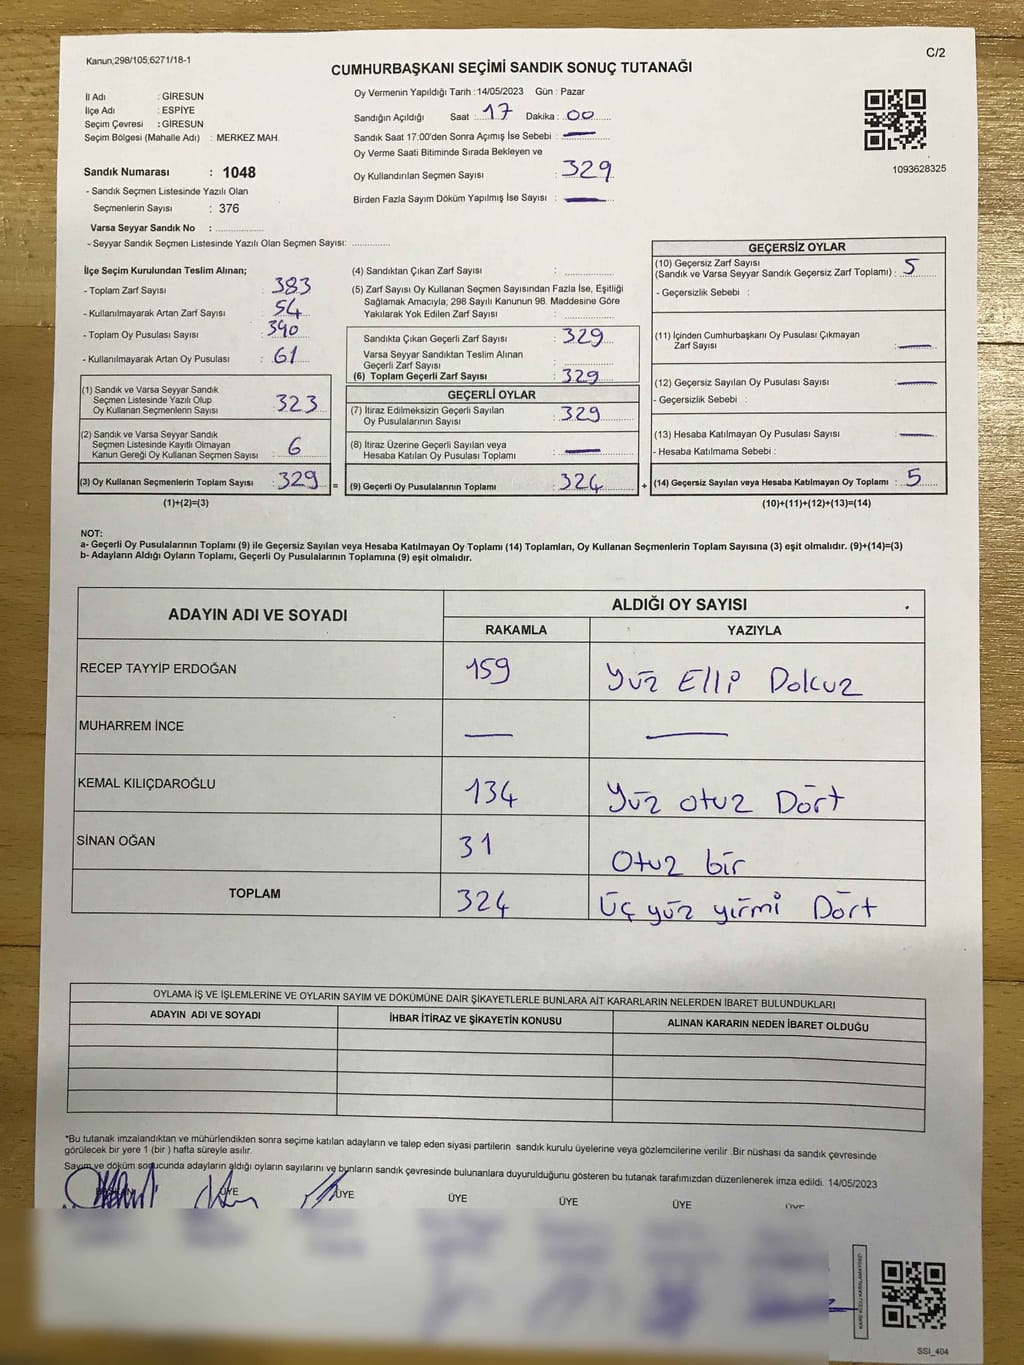 Kanun;298/105;6271/18-1
C/2
CUMHURBAŞKANI SEÇİMİ SANDIK SONUÇ TUTANAĞI
İl Adı : GİRESUN
İlçe Adı : ESPİYE
Seçim Çevresi : GİRESUN
Seçim Bölgesi (Mahalle Adı) : MERKEZ MAH.
Sandık Numarası : 1048
- Sandık Seçmen Listesinde Yazılı Olan
Seçmenlerin Sayısı : 376
Varsa Seyyar Sandık No :
- Seyyar Sandık Seçmen Listesinde Yazılı Olan Seçmen Sayısı:
Oy Vermenin Yapıldığı Tarih :14/05/2023 Gün : Pazar
Sandığın Açıldığı Saat : 17 Dakika : 00
Sandık Saat 17:00'den Sonra Açımış İse Sebebi : —
Oy Verme Saati Bitiminde Sırada Bekleyen ve
Oy Kullandırılan Seçmen Sayısı : 329
Birden Fazla Sayım Döküm Yapılmış İse Sayısı : —
1093628325
İlçe Seçim Kurulundan Teslim Alınan;
- Toplam Zarf Sayısı : 383
- Kullanılmayarak Artan Zarf Sayısı : 54
- Toplam Oy Pusulası Sayısı : 390
- Kullanılmayarak Artan Oy Pusulası : 61
(1) Sandık ve Varsa Seyyar Sandık
Seçmen Listesinde Yazılı Olup
Oy Kullanan Seçmenlerin Sayısı : 323
(2) Sandık ve Varsa Seyyar Sandık
Seçmen Listesinde Kayıtlı Olmayan
Kanun Gereği Oy Kullanan Seçmen Sayısı : 6
(3) Oy Kullanan Seçmenlerin Toplam Sayısı : 329
(1)+(2)=(3)
(4) Sandıktan Çıkan Zarf Sayısı :
(5) Zarf Sayısı Oy Kullanan Seçmen Sayısından Fazla İse, Eşitliği
Sağlamak Amacıyla; 298 Sayılı Kanunun 98. Maddesine Göre
Yakılarak Yok Edilen Zarf Sayısı :
Sandıkta Çıkan Geçerli Zarf Sayısı : 329
Varsa Seyyar Sandıktan Teslim Alınan
Geçerli Zarf Sayısı :
(6) Toplam Geçerli Zarf Sayısı : 329
GEÇERLİ OYLAR
(7) İtiraz Edilmeksizin Geçerli Sayılan
Oy Pusulalarının Sayısı : 329
(8) İtiraz Üzerine Geçerli Sayılan veya
Hesaba Katılan Oy Pusulası Toplamı : —
= (9) Geçerli Oy Pusulalarının Toplamı : 324 +
GEÇERSİZ OYLAR
(10) Geçersiz Zarf Sayısı
(Sandık ve Varsa Seyyar Sandık Geçersiz Zarf Toplamı) : 5
- Geçersizlik Sebebi :
(11) İçinden Cumhurbaşkanı Oy Pusulası Çıkmayan
Zarf Sayısı : —
(12) Geçersiz Sayılan Oy Pusulası Sayısı : —
- Geçersizlik Sebebi :
(13) Hesaba Katılmayan Oy Pusulası Sayısı : —
- Hesaba Katılmama Sebebi :
(14) Geçersiz Sayılan veya Hesaba Katılmayan Oy Toplamı : 5
(10)+(11)+(12)+(13)=(14)
NOT:
a- Geçerli Oy Pusulalarının Toplamı (9) ile Geçersiz Sayılan veya Hesaba Katılmayan Oy Toplamı (14) Toplamları, Oy Kullanan Seçmenlerin Toplam Sayısına (3) eşit olmalıdır. (9)+(14)=(3)
b- Adayların Aldığı Oyların Toplamı, Geçerli Oy Pusulalarının Toplamına (9) eşit olmalıdır.
ADAYIN ADI VE SOYADI ALDIĞI OY SAYISI
RAKAMLA YAZIYLA
RECEP TAYYİP ERDOĞAN 159 Yüz Elli Dokuz
MUHARREM İNCE — —
KEMAL KILIÇDAROĞLU 134 Yüz otuz Dört
SİNAN OĞAN 31 Otuz bir
TOPLAM 324 Üç yüz yirmi Dört
OYLAMA İŞ VE İŞLEMLERİNE VE OYLARIN SAYIM VE DÖKÜMÜNE DAİR ŞİKAYETLERLE BUNLARA AİT KARARLARIN NELERDEN İBARET BULUNDUKLARI
ADAYIN ADI VE SOYADI İHBAR İTİRAZ VE ŞİKAYETİN KONUSU ALINAN KARARIN NEDEN İBARET OLDUĞU
*Bu tutanak imzalandıktan ve mühürlendikten sonra seçime katılan adayların ve talep eden siyasi partilerin sandık kurulu üyelerine veya gözlemcilerine verilir .Bir nüshası da sandık çevresinde
görülecek bir yere 1 (bir ) hafta süreyle asılır.
Sayım ve döküm sonucunda adayların aldığı oyların sayılarını ve bunların sandık çevresinde bulunanlara duyurulduğunu gösteren bu tutanak tarafımızdan düzenlenerek imza edildi. 14/05/2023
ÜYE ÜYE ÜYE ÜYE ÜYE ÜYE
SSI_404